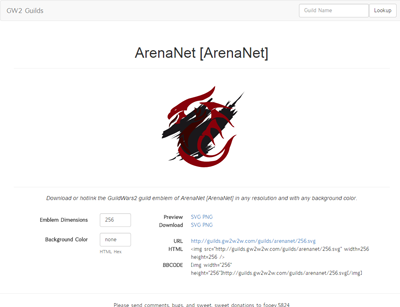 GW2 Guilds
Guild Name
Lookup
ArenaNet [ArenaNet]
Download or hotlink the GuildWars2 guild emblem of ArenaNet [ArenaNet] in any resolution and with any background color.
Emblem Dimensions
256
Background Color
none
HTML Hex
Preview SVG PNG
Download SVG PNG
URL http://guilds.gw2w2w.com/guilds/arenanet/256.svg
HTML <img src="http://guilds.gw2w2w.com/guilds/arenanet/256.svg" width=256
height=256 />
BBCODE [img width="256"
height="256"]http://guilds.gw2w2w.com/guilds/arenanet/256.svg[/img]
Please send comments, bugs, and sweet, sweet donations to fooey.5824